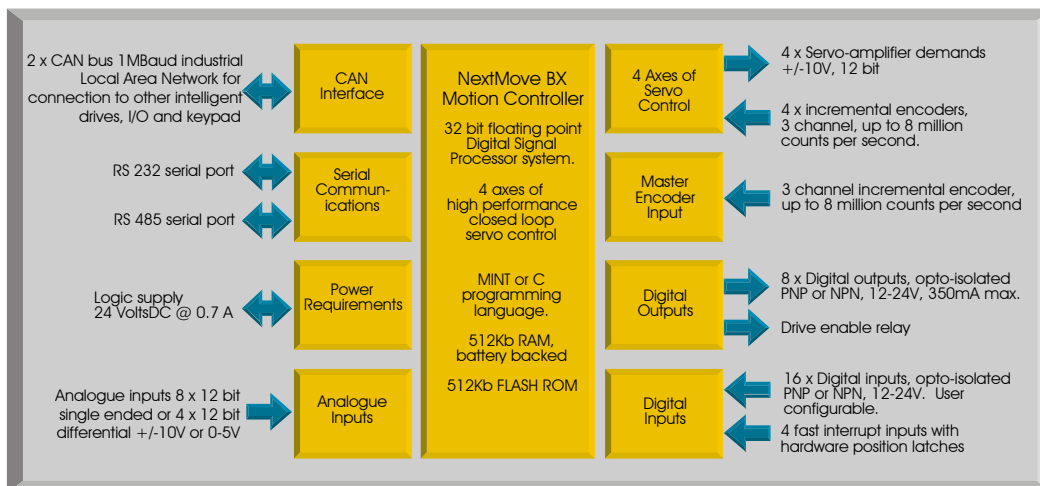 2 x CAN bus 1MBaud industrial
Local Area Network for
connection to other intelligent
drives, I/O and keypad
CAN
Interface
RS 232 serial port
RS 485 serial port
Serial
Commun-
ications
Logic supply
24 VoltsDC @ 0.7 A
Power
Requirements
Analogue inputs 8 x 12 bit
single ended or 4 x 12 bit
differential +/-10V or 0-5V
Analogue
Inputs
NextMove BX
Motion Controller
32 bit floating point
Digital Signal
Processor system.
4 axes of
high performance
closed loop
servo control
MINT or C
programming
language.
512Kb RAM,
battery backed
512Kb FLASH ROM
4 Axes of
Servo
Control
4 x Servo-amplifier demands
+/-10V, 12 bit
4 x incremental encoders,
3 channel, up to 8 million
counts per second.
Master
Encoder
Input
3 channel incremental encoder,
up to 8 million counts per second
Digital
Outputs
8 x Digital outputs, opto-isolated
PNP or NPN, 12-24V, 350mA max.
Drive enable relay
Digital
Inputs
16 x Digital inputs, opto-isolated
PNP or NPN, 12-24V. User
configurable.
4 fast interrupt inputs with
hardware position latches